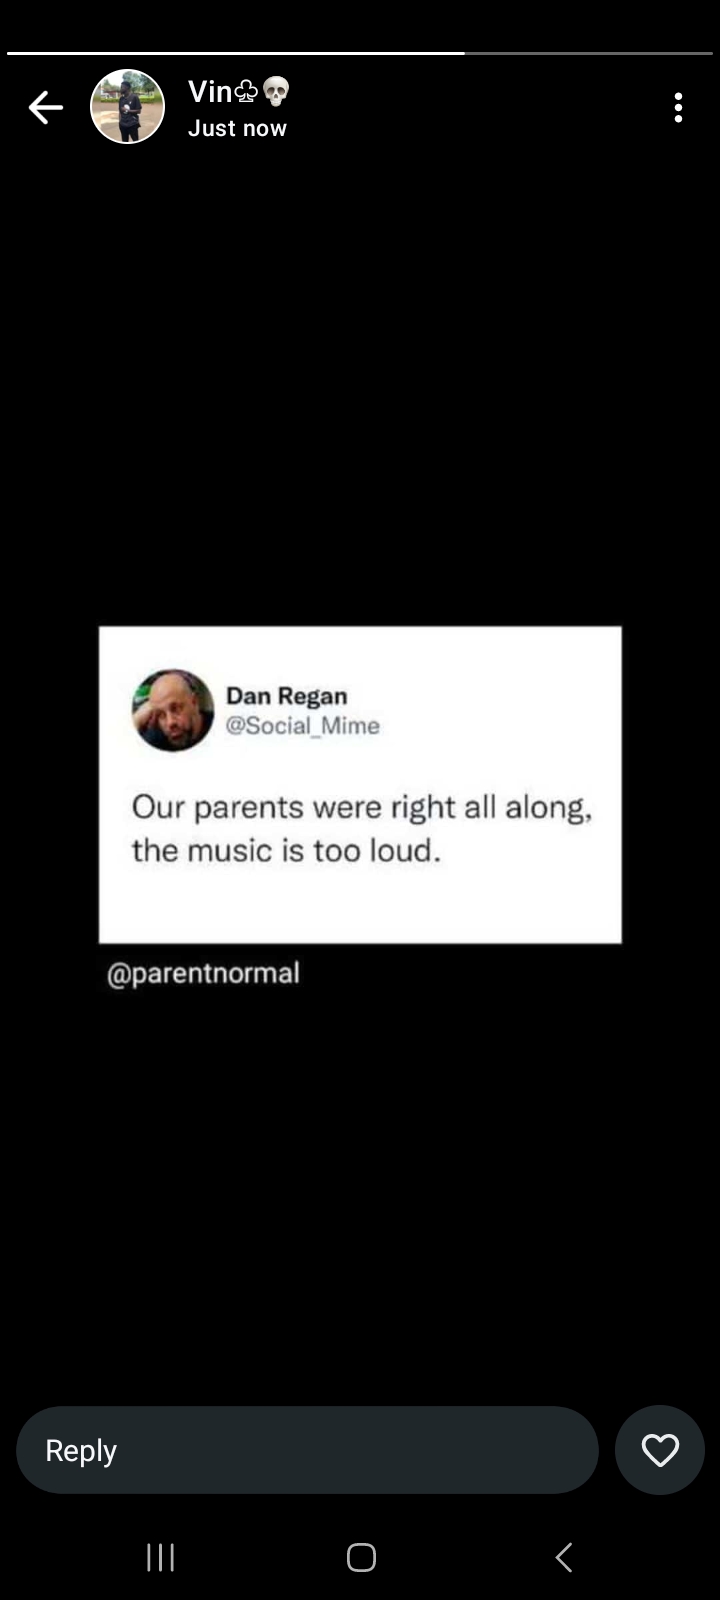 Vin♧💀
Just now
Dan Regan
@Social_Mime
Our parents were right all along,
the music is too loud.
@parentnormal
Reply